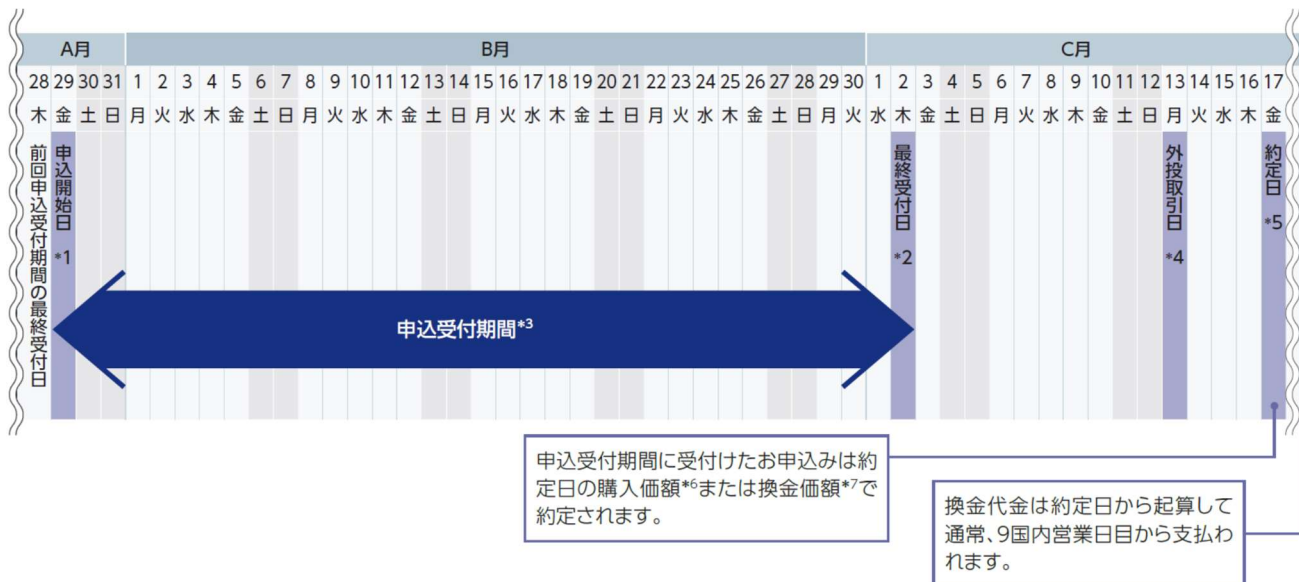 A月 B月 C月
28 29 30 31 1 2 3 4 5 6 7 8 9 10 11 12 13 14 15 16 17 18 19 20 21 22 23 24 25 26 27 28 29 30 1 2 3 4 5 6 7 8 9 10 11 12 13 14 15 16 17
木 金 土 日 月 火 水 木 金 土 日 月 火 水 木 金 土 日 月 火 水 木 金 土 日 月 火 水 木 金 土 日 月 火 水 木 金 土 日 月 火 水 木 金 土 日 月 火 水 木 金
前回申込受付期間の最終受付日
申込開始日 *1
最終受付日 *2
外投取引日 *4
約定日 *5
申込受付期間*3
申込受付期間に受付けたお申込みは約
定日の購入価額*6または換金価額*7で
約定されます。
換金代金は約定日から起算して
通常、9国内営業日目から支払わ
れます。